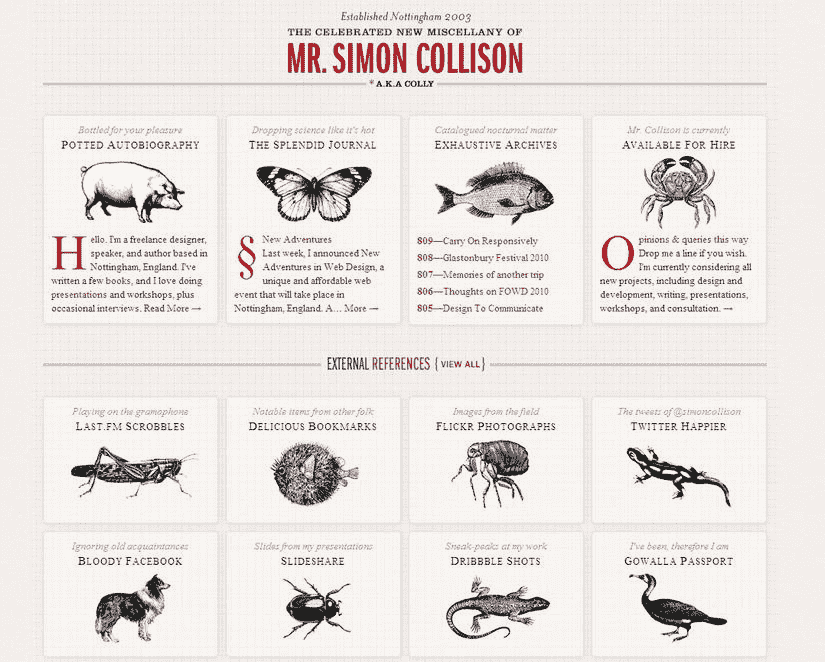 Established Nottingham 2003
THE CELEBRATED NEW MISCELLANY OF
MR. SIMON COLLISON
* A.K.A COLLY
Bottled for your pleasure
POTTED AUTOBIOGRAPHY
Hello. I'm a freelance designer,
speaker, and author based in
Nottingham, England. I've
written a few books, and I love doing
presentations and workshops, plus
occasional interviews. Read More →
Dropping science like it's hot
THE SPLENDID JOURNAL
§ New Adventures
Last week, I announced New
Adventures in Web Design, a
unique and affordable web
event that will take place in
Nottingham, England. A... More →
Catalogued nocturnal matter
EXHAUSTIVE ARCHIVES
809—Carry On Responsively
808—Glastonbury Festival 2010
807—Memories of another trip
806—Thoughts on FOWD 2010
805—Design To Communicate
Mr. Collison is currently
AVAILABLE FOR HIRE
Opinions & queries this way
Drop me a line if you wish.
I'm currently considering all
new projects, including design and
development, writing, presentations,
workshops, and consultation. →
EXTERNAL REFERENCES { VIEW ALL }
Playing on the gramophone
LAST.FM SCROBBLES
Notable items from other folk
DELICIOUS BOOKMARKS
Images from the field
FLICKR PHOTOGRAPHS
The tweets of @simoncollison
TWITTER HAPPIER
Ignoring old acquaintances
BLOODY FACEBOOK
Slides from my presentations
SLIDESHARE
Sneak-peaks at my work
DRIBBBLE SHOTS
I've been, therefore I am
GOWALLA PASSPORT